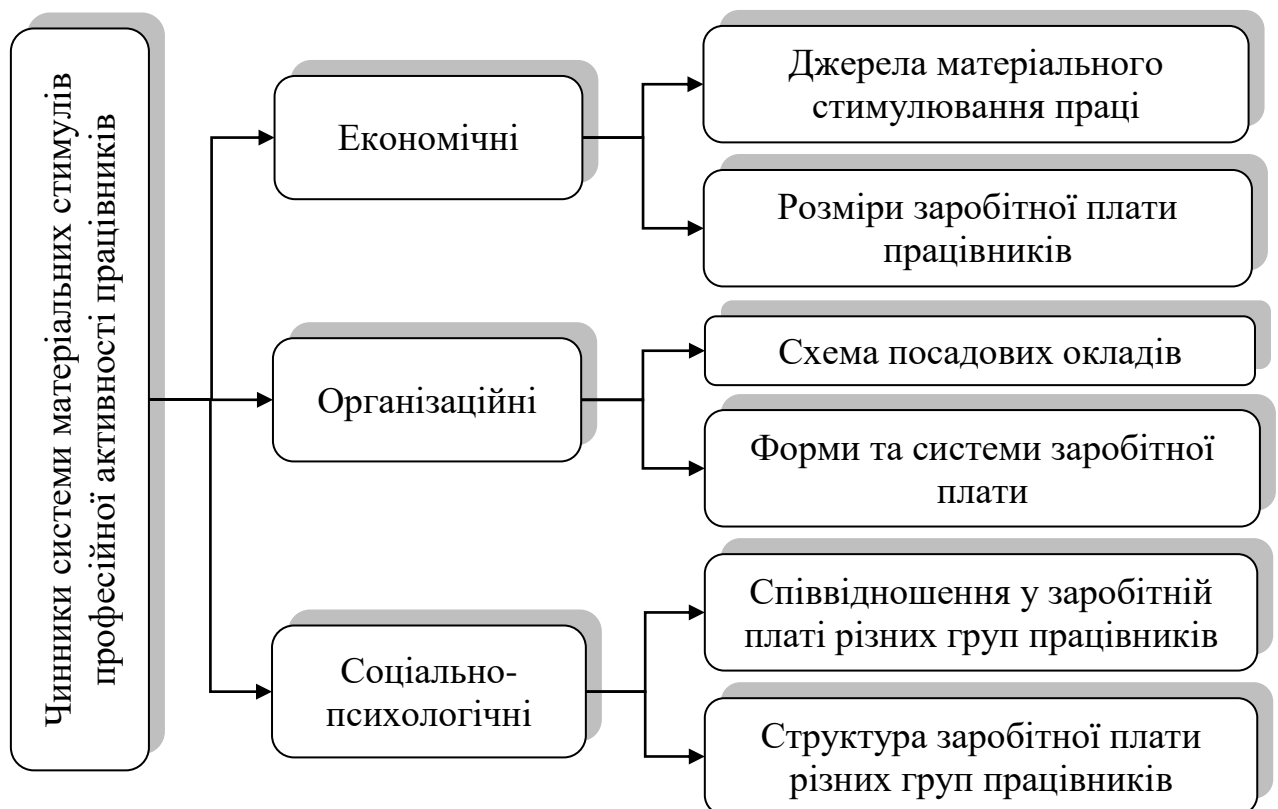 Чинники системи матеріальних стимулів
професійної активності працівників
Економічні
Джерела матеріального
стимулювання праці
Розміри заробітної плати
працівників
Організаційні
Схема посадових окладів
Форми та системи заробітної
плати
Соціально-
психологічні
Співвідношення у заробітній
платі різних груп працівників
Структура заробітної плати
різних груп працівників